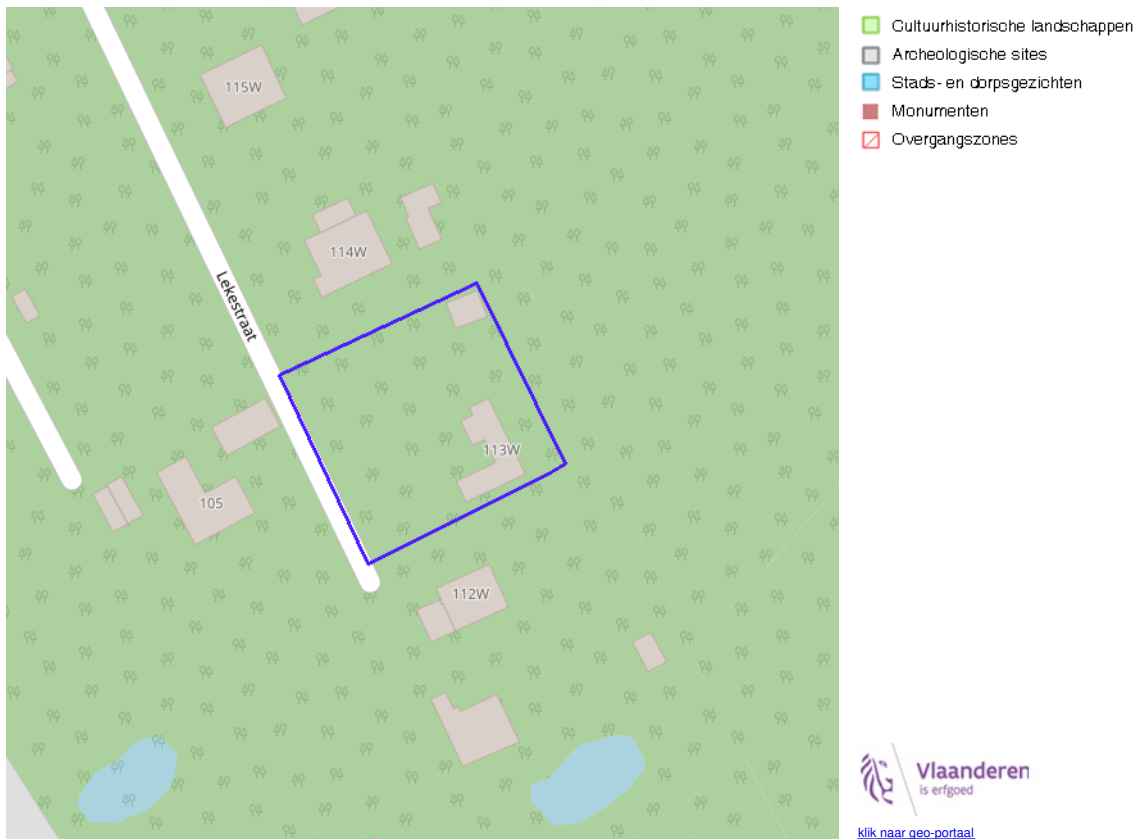 115W
114W
Lekestraat
113W
105
112W
Cultuurhistorische landschappen
Archeologische sites
Stads- en dorpsgezichten
Monumenten
Overgangszones
Vlaanderen
is erfgoed
klik naar geo-portaal